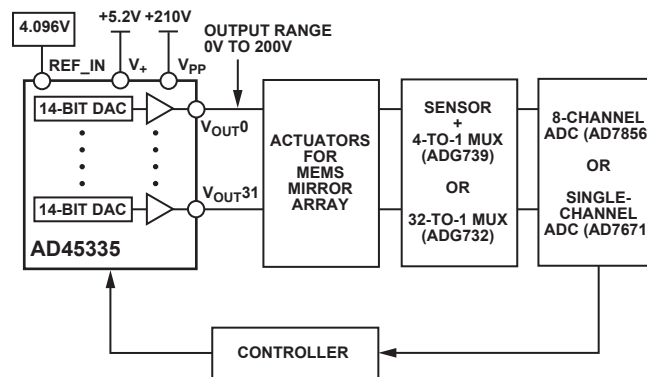 4.096V
+5.2V
+210V
OUTPUT RANGE
0V TO 200V
REF_IN
V+
VPP
14-BIT DAC
VOUT0
14-BIT DAC
VOUT31
AD45335
ACTUATORS
FOR
MEMS
MIRROR
ARRAY
SENSOR
+
4-TO-1 MUX
(ADG739)
OR
32-TO-1 MUX
(ADG732)
8-CHANNEL
ADC (AD7856)
OR
SINGLE-
CHANNEL
ADC (AD7671)
CONTROLLER